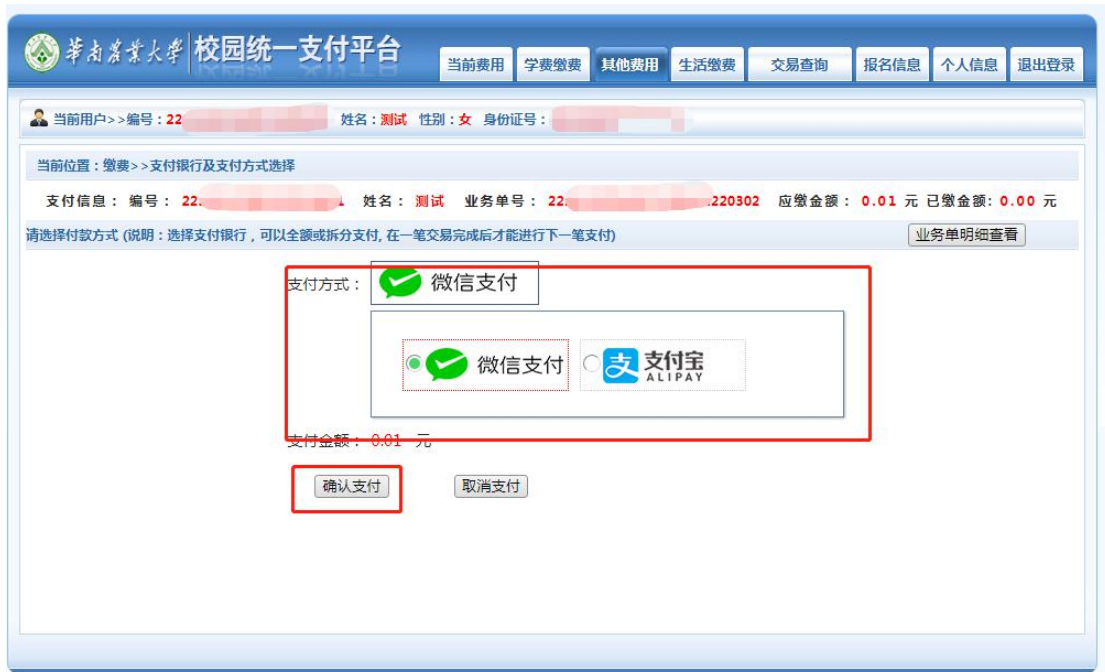 華南農業大學 校园统一支付平台
当前费用 学费缴费 其他费用 生活缴费 交易查询 报名信息 个人信息 退出登录
当前用户>>编号：22 姓名：测试 性别：女 身份证号：
当前位置：缴费>>支付银行及支付方式选择
支付信息： 编号： 22. 姓名： 测试 业务单号： 22. 220302 应缴金额： 0.01 元 已缴金额: 0.00 元
请选择付款方式 (说明：选择支付银行，可以全额或拆分支付, 在一笔交易完成后才能进行下一笔支付) 业务单明细查看
支付方式： 微信支付
微信支付 支付宝
ALIPAY
支付金额： 0.01 元
确认支付 取消支付